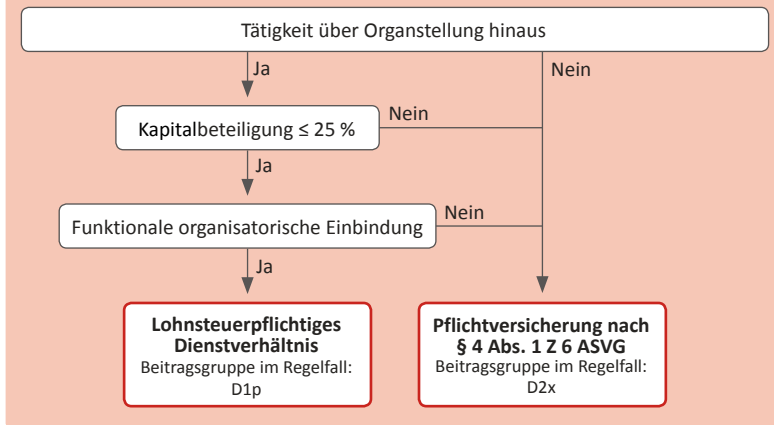 Tätigkeit über Organstellung hinaus
Ja
Nein
Kapitalbeteiligung ≤ 25 %
Nein
Ja
Funktionale organisatorische Einbindung
Nein
Ja
Lohnsteuerpflichtiges
Dienstverhältnis
Beitragsgruppe im Regelfall:
D1p
Pflichtversicherung nach
§ 4 Abs. 1 Z 6 ASVG
Beitragsgruppe im Regelfall:
D2x